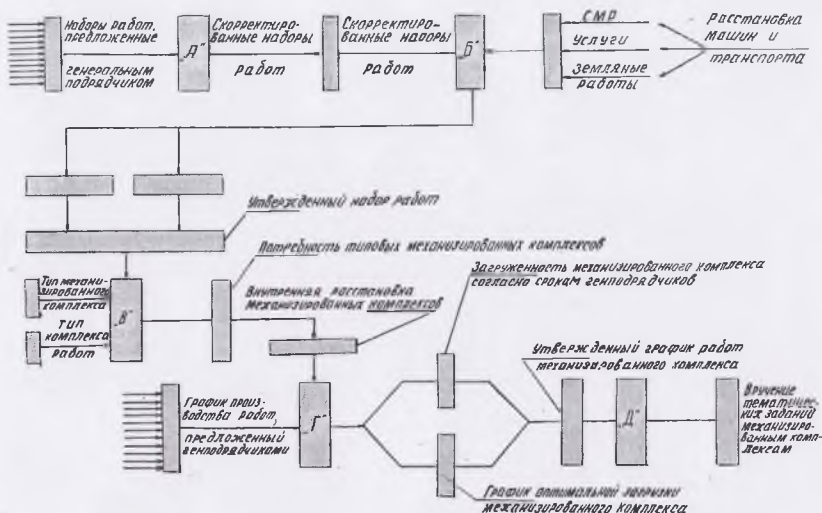 Наборы работ,
предложенные
генеральным
подрядчиком
„А"
Скорректиро-
ванные наборы
работ
Скорректиро-
ванные наборы
работ
„Б"
СМР
Услуги
Земляные
работы
Расстановка
машин и
транспорта
Утвержденный набор работ
Потребность типовых механизированных комплексов
Тип механи-
зированного
комплекса
Тип
комплекса
работ
„В"
Внутренняя расстановка
механизированных комплексов
Загруженность механизированного комплекса
согласно срокам генподрядчиков
График произ-
водства работ,
предложенный
генподрядчиками
„Г"
Утвержденный график работ
механизированного комплекса
„Д"
Вручение
тематичес-
ких заданий
механизиро-
ванным комп-
лексам
График оптимальной загрузки
механизированного комплекса